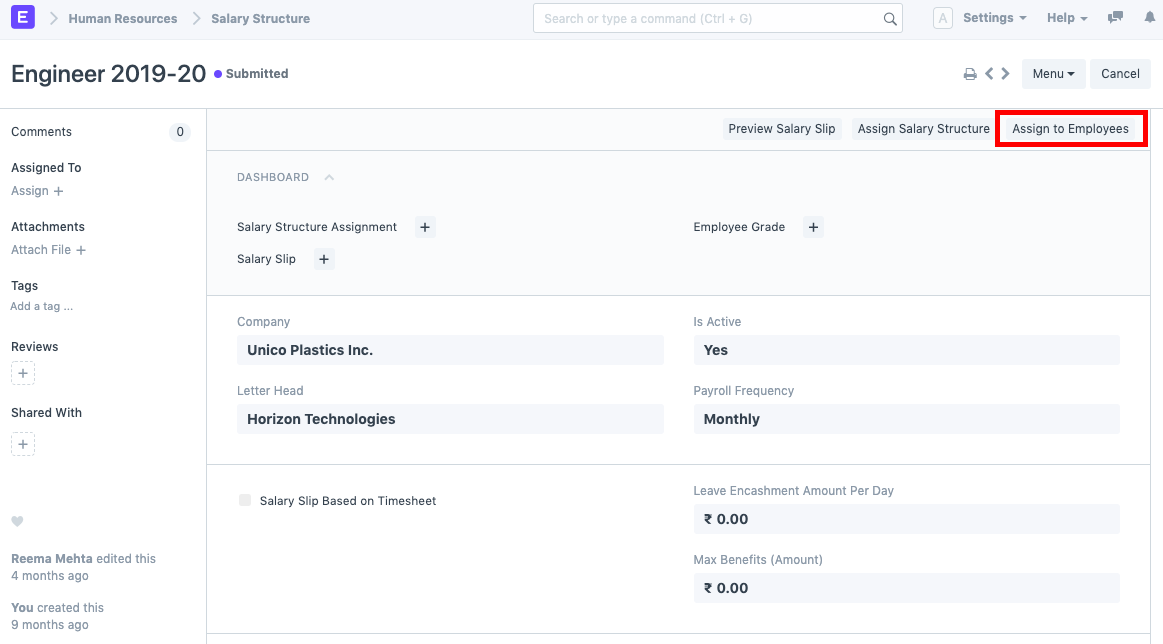 E Human Resources Salary Structure Search or type a command (Ctrl + G) A Settings Help
Engineer 2019-20 Submitted Menu Cancel
Comments 0
Assigned To
Assign +
Attachments
Attach File +
Tags
Add a tag ...
Reviews
+
Shared With
+
Reema Mehta edited this
4 months ago
You created this
9 months ago
Preview Salary Slip Assign Salary Structure Assign to Employees
DASHBOARD
Salary Structure Assignment + Employee Grade +
Salary Slip +
Company Is Active
Unico Plastics Inc. Yes
Letter Head Payroll Frequency
Horizon Technologies Monthly
Salary Slip Based on Timesheet
Leave Encashment Amount Per Day
₹ 0.00
Max Benefits (Amount)
₹ 0.00